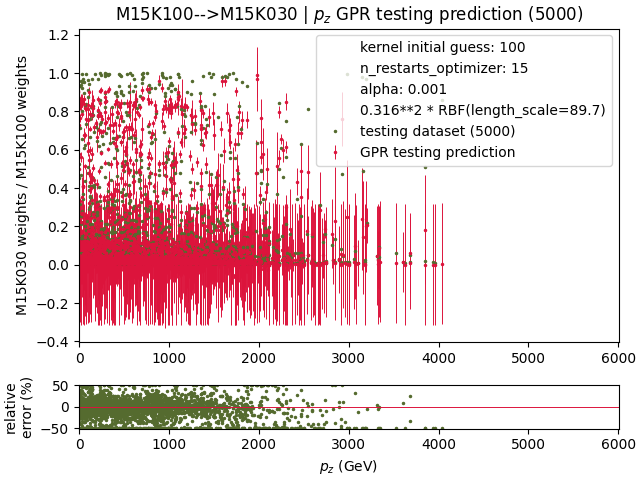 M15K100-->M15K030 | p_z GPR testing prediction (5000)
M15K030 weights / M15K100 weights
1.2
1.0
0.8
0.6
0.4
0.2
0.0
−0.2
−0.4
kernel initial guess: 100
n_restarts_optimizer: 15
alpha: 0.001
0.316**2 * RBF(length_scale=89.7)
testing dataset (5000)
GPR testing prediction
0 1000 2000 3000 4000 5000 6000
relative
error (%)
50
0
−50
0 1000 2000 3000 4000 5000 6000
p_z (GeV)